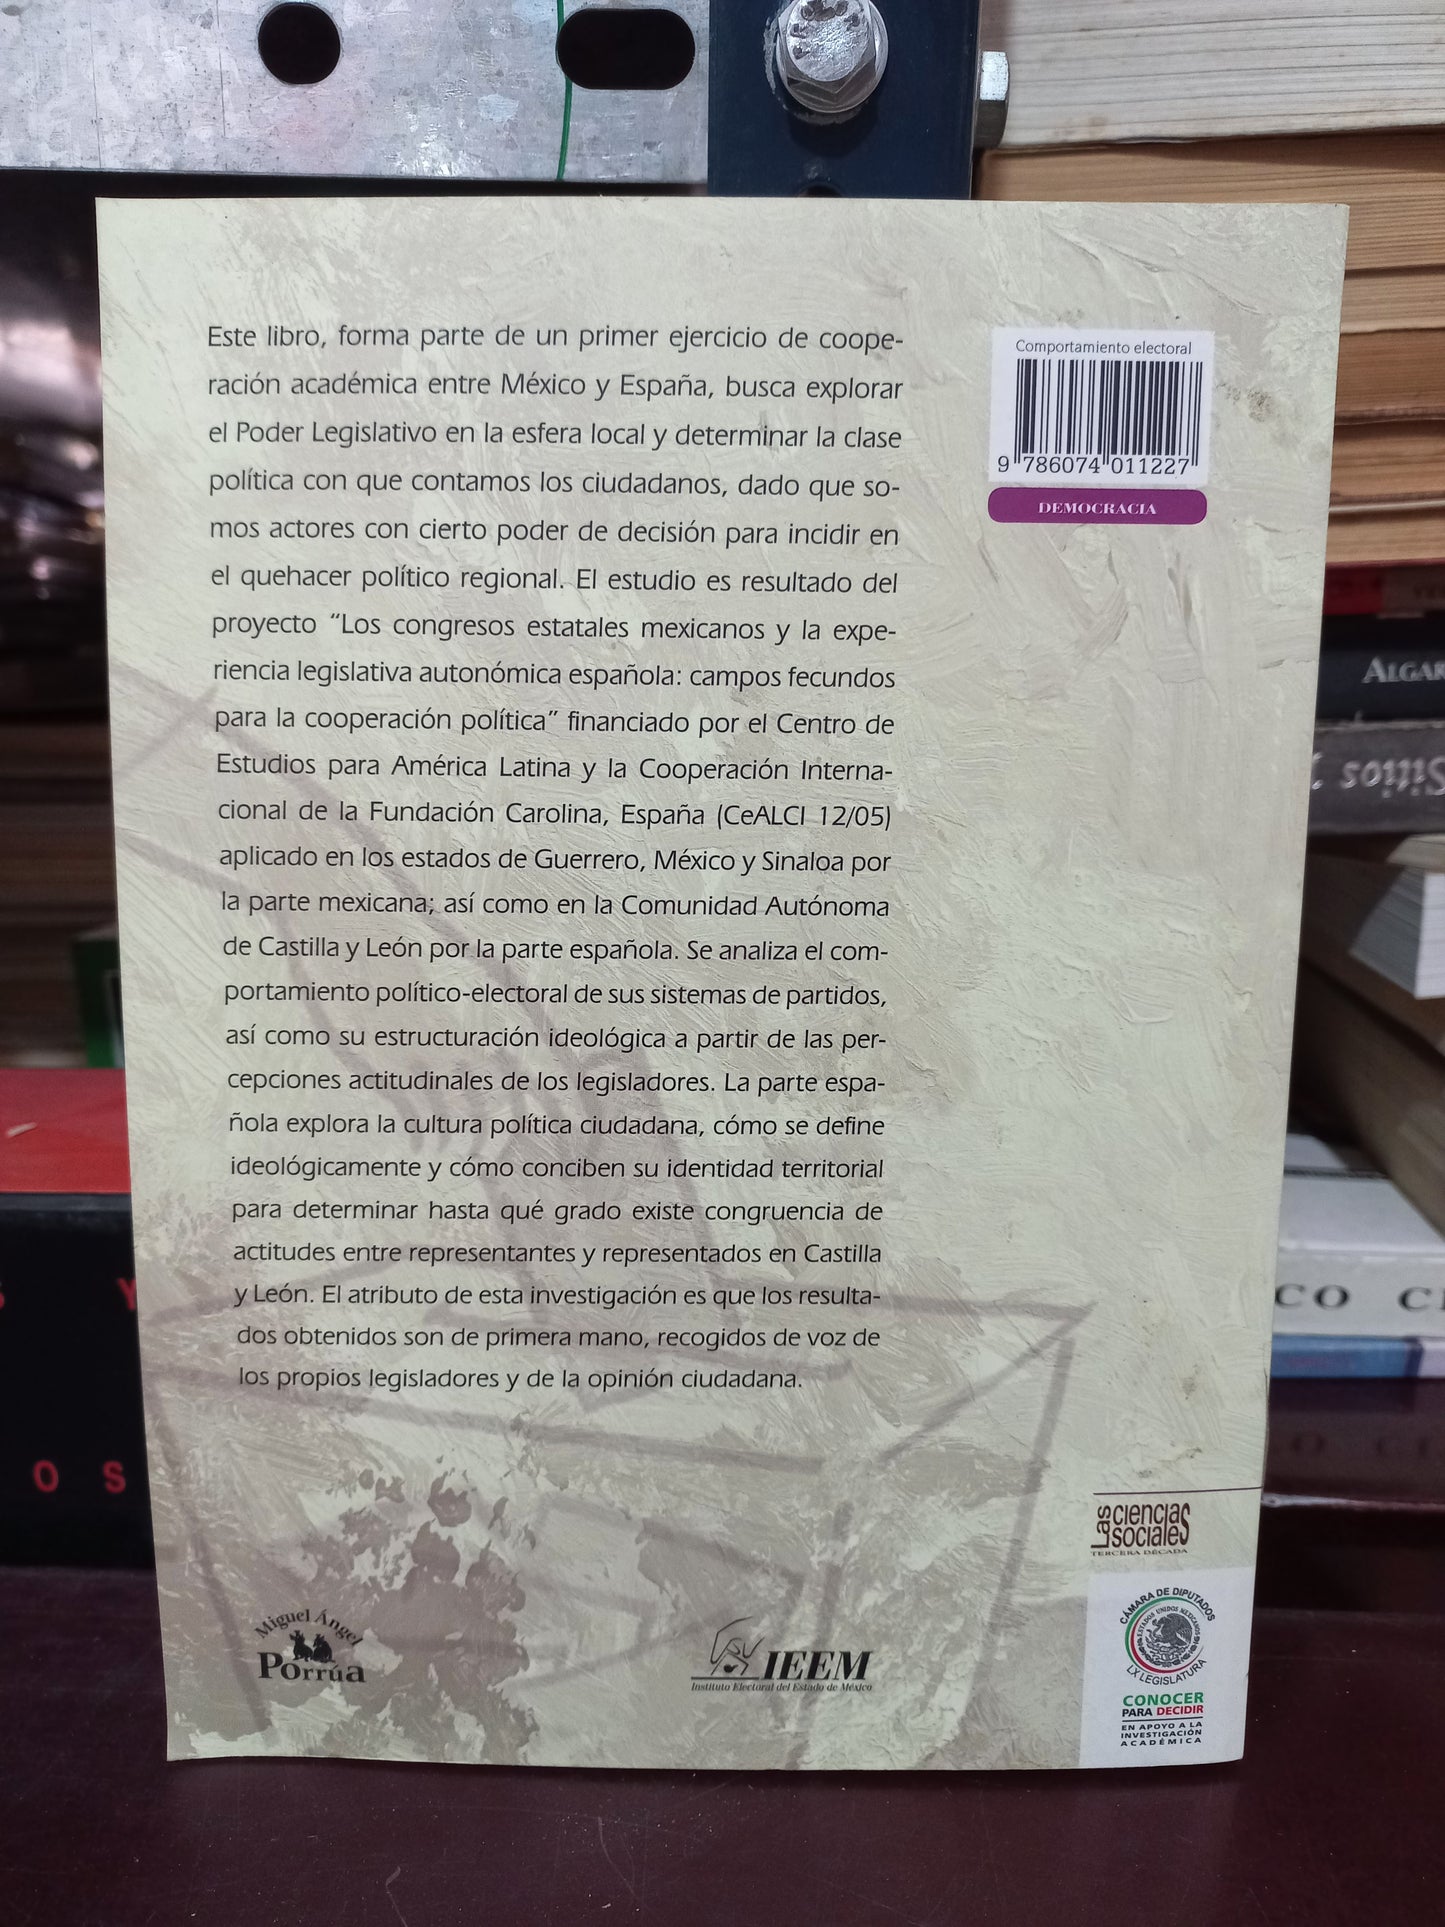 Este libro, forma parte de un primer ejercicio de coope-
ración académica entre México y España, busca explorar
el Poder Legislativo en la esfera local y determinar la clase
política con que contamos los ciudadanos, dado que so-
mos actores con cierto poder de decisión para incidir en
el quehacer político regional. El estudio es resultado del
proyecto “Los congresos estatales mexicanos y la expe-
riencia legislativa autonómica española: campos fecundos
para la cooperación política” financiado por el Centro de
Estudios para América Latina y la Cooperación Interna-
cional de la Fundación Carolina, España (CeALCI 12/05)
aplicado en los estados de Guerrero, México y Sinaloa por
la parte mexicana; así como en la Comunidad Autónoma
de Castilla y León por la parte española. Se analiza el com-
portamiento político-electoral de sus sistemas de partidos,
así como su estructuración ideológica a partir de las per-
cepciones actitudinales de los legisladores. La parte espa-
ñola explora la cultura política ciudadana, cómo se define
ideológicamente y cómo conciben su identidad territorial
para determinar hasta qué grado existe congruencia de
actitudes entre representantes y representados en Castilla
y León. El atributo de esta investigación es que los resulta-
dos obtenidos son de primera mano, recogidos de voz de
los propios legisladores y de la opinión ciudadana.
Comportamiento electoral
9 786074 011227
DEMOCRACIA
Las ciencias
sociales
TERCERA DÉCADA
Miguel Ángel
Porrúa
IEEM
Instituto Electoral del Estado de México
CÁMARA DE DIPUTADOS
ESTADOS UNIDOS MEXICANOS
LX LEGISLATURA
CONOCER
PARA DECIDIR
EN APOYO A LA
INVESTIGACIÓN
ACADÉMICA
ALGAR
Sitios
CO C
O S